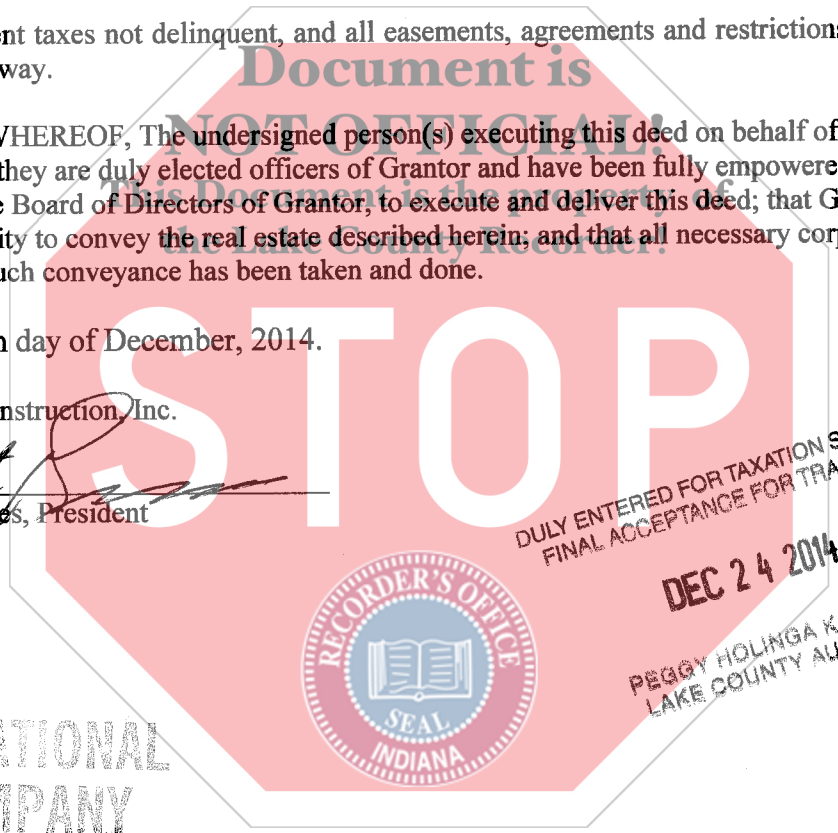 nt taxes not delinquent, and all easements, agreements and restriction
way.
Document is
NOT OFFICIAL!
WHEREOF, The undersigned person(s) executing this deed on behalf of
they are duly elected officers of Grantor and have been fully empowere
This Document is the property of
Board of Directors of Grantor, to execute and deliver this deed; that G
the Lake County Recorder!
ity to convey the real estate described herein; and that all necessary cor
uch conveyance has been taken and done.
STOP
day of December, 2014.
nstruction, Inc.
es, President
DULY ENTERED FOR TAXATION S
FINAL ACCEPTANCE FOR TRA
DEC 24 2014
RECORDER'S OFFICE
SEAL
INDIANA
PEGGY HOLINGA K
LAKE COUNTY AU
ATIONAL
MPANY